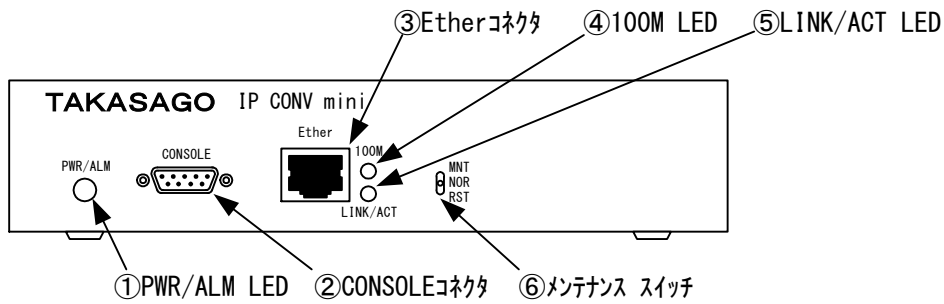 ③Etherコネクタ ④100M LED ⑤LINK/ACT LED
TAKASAGO IP CONV mini
Ether
100M
CONSOLE
PWR/ALM
MNT
NOR
RST
LINK/ACT
①PWR/ALM LED ②CONSOLEコネクタ ⑥メンテナンス スイッチ